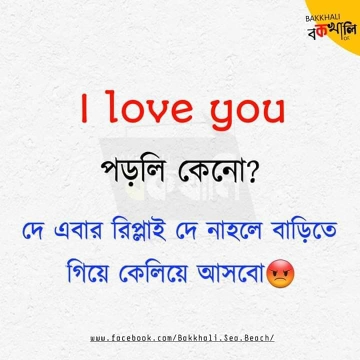 BAKKHALI
বকখালি
I love you
পড়লি কেনো?
দে এবার রিপ্লাই দে নাহলে বাড়িতে
গিয়ে কেলিয়ে আসবো😡
www.facebook.com/Bakkhali.Sea.Beach/